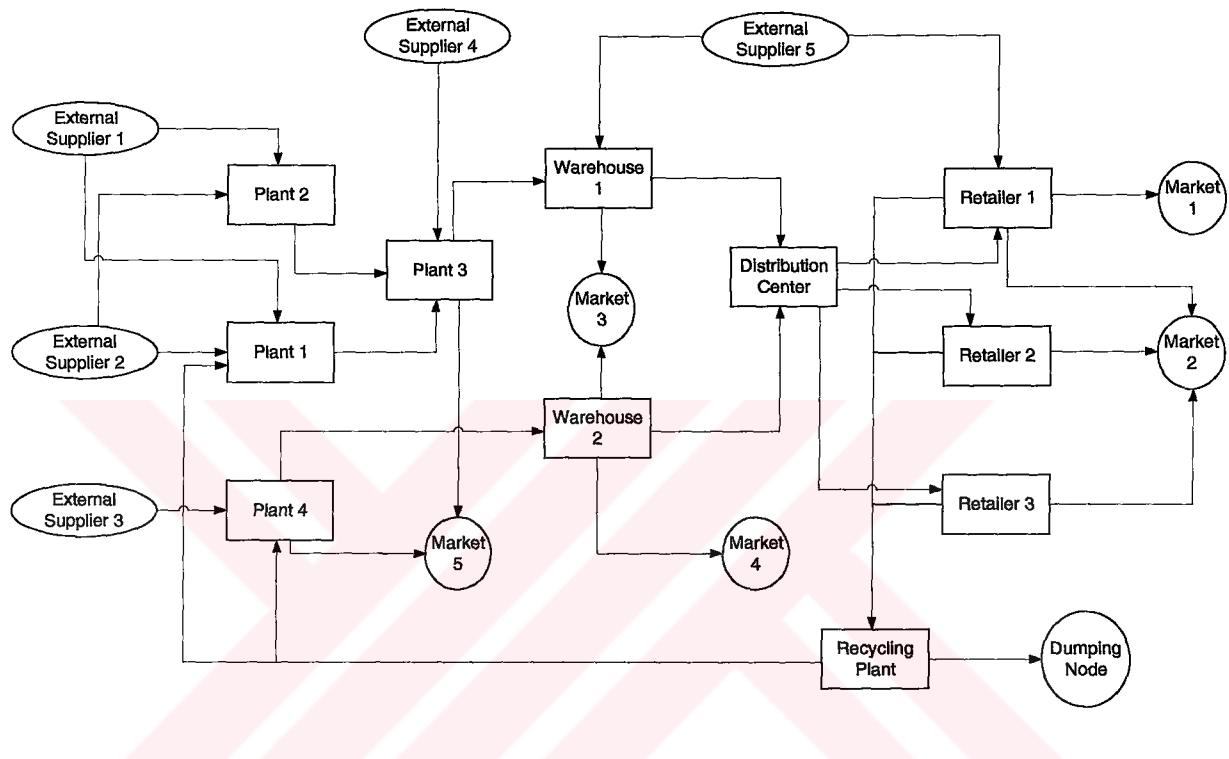 External
Supplier 4
External
Supplier 5
External
Supplier 1
Plant 2
Warehouse
1
Retailer 1
Market
1
Plant 3
Distribution
Center
Market
3
External
Supplier 2
Plant 1
Retailer 2
Market
2
Warehouse
2
External
Supplier 3
Plant 4
Retailer 3
Market
5
Market
4
Recycling
Plant
Dumping
Node